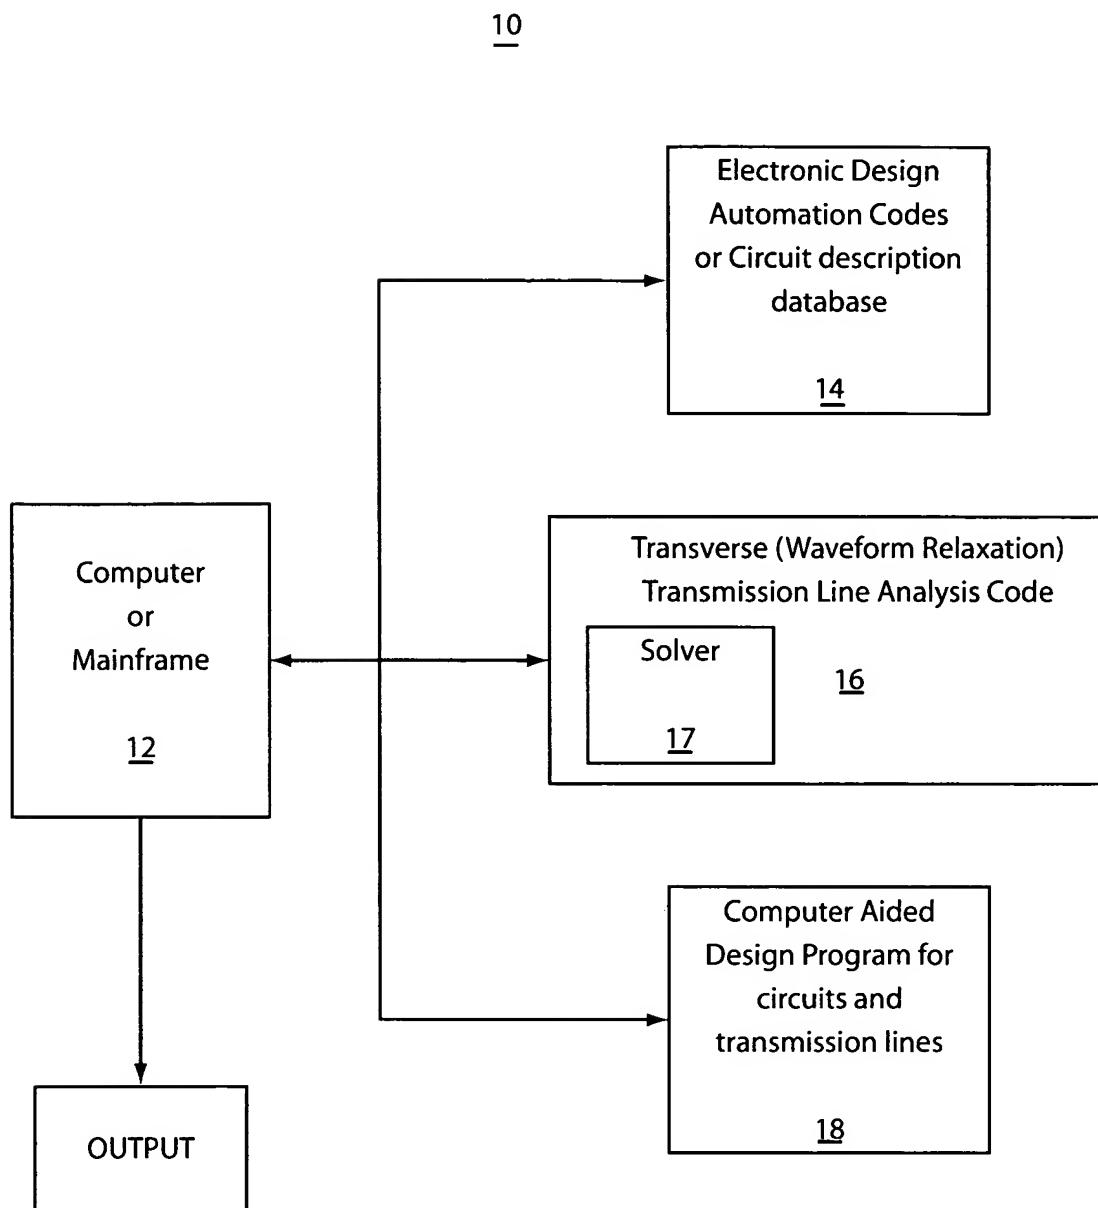 10
Electronic Design
Automation Codes
or Circuit description
database
14
Transverse (Waveform Relaxation)
Transmission Line Analysis Code
Solver
16
17
Computer
or
Mainframe
12
Computer Aided
Design Program for
circuits and
transmission lines
18
OUTPUT